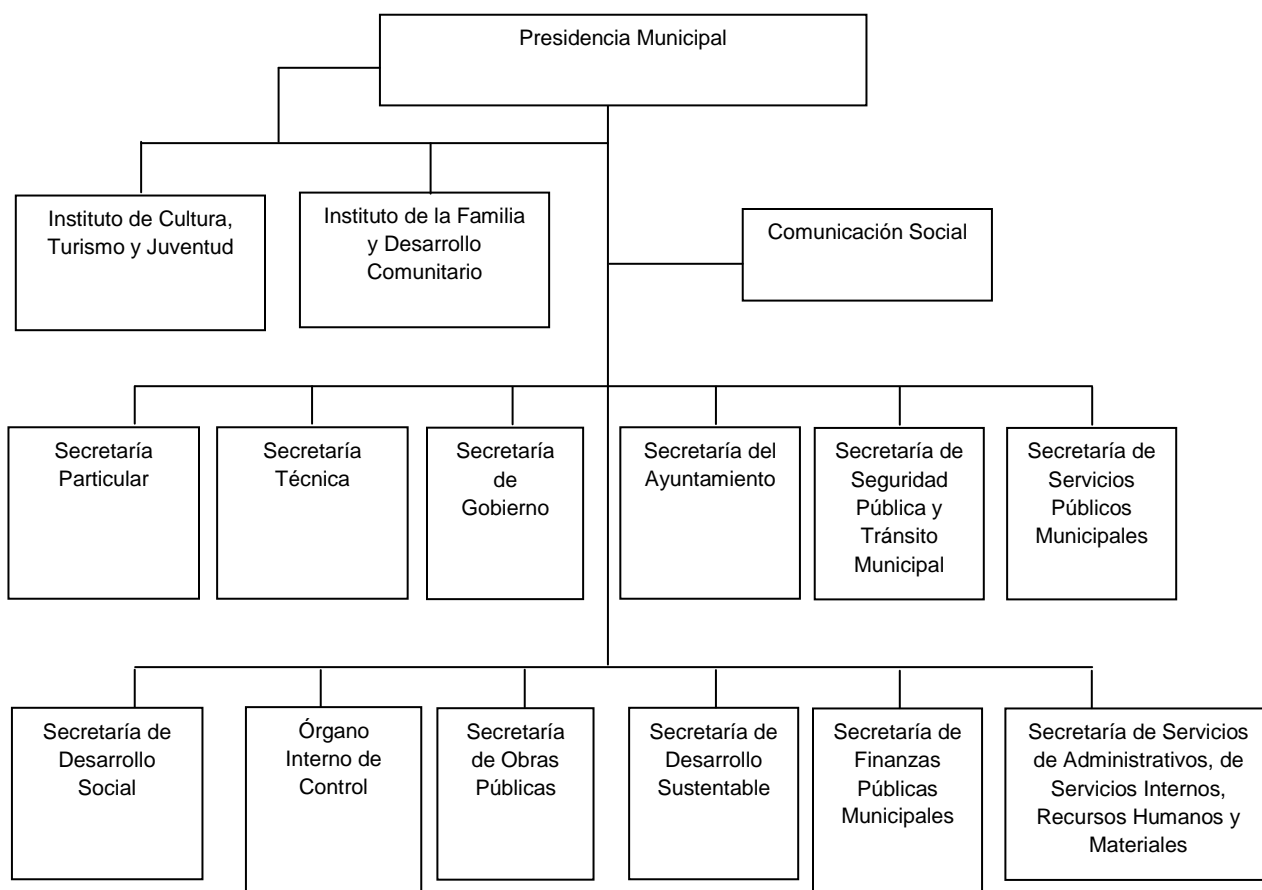 Presidencia Municipal
Instituto de Cultura,
Turismo y Juventud
Instituto de la Familia
y Desarrollo
Comunitario
Comunicación Social
Secretaría
Particular
Secretaría
Técnica
Secretaría
de
Gobierno
Secretaría del
Ayuntamiento
Secretaría de
Seguridad
Pública y
Tránsito
Municipal
Secretaría de
Servicios
Públicos
Municipales
Secretaría de
Desarrollo
Social
Órgano
Interno de
Control
Secretaría
de Obras
Públicas
Secretaría de
Desarrollo
Sustentable
Secretaría de
Finanzas
Públicas
Municipales
Secretaría de Servicios
de Administrativos, de
Servicios Internos,
Recursos Humanos y
Materiales